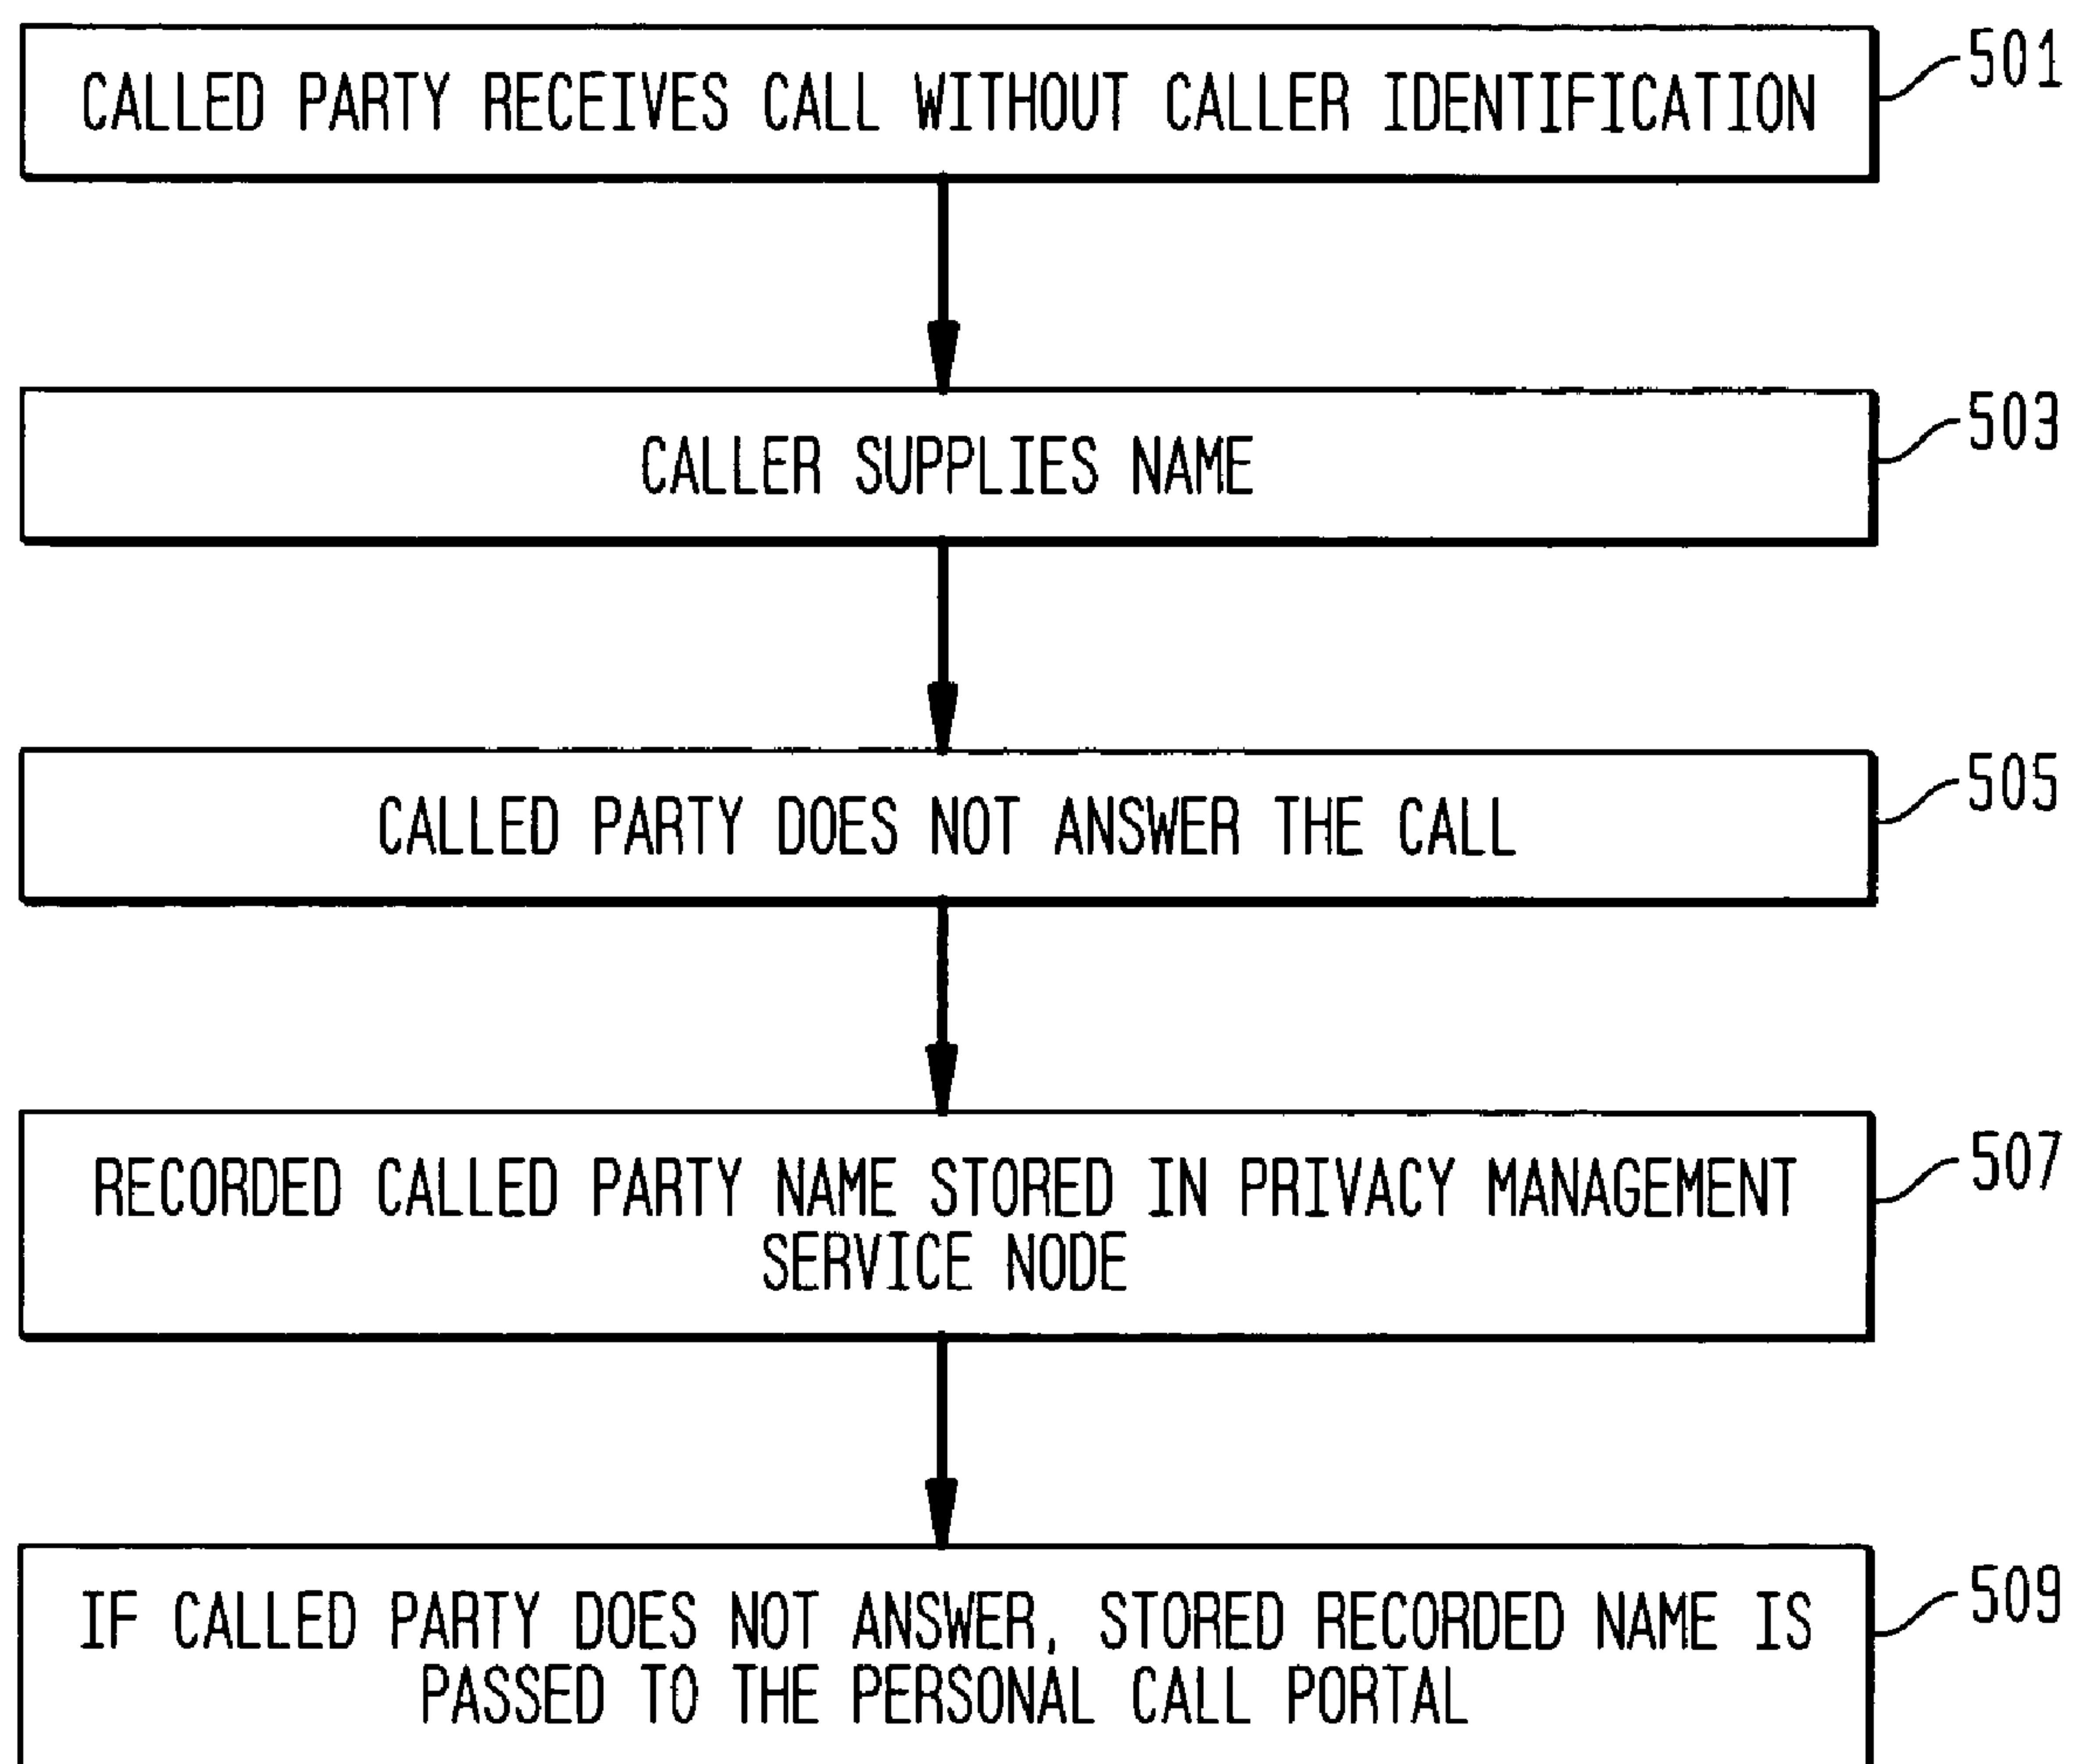 CALLED PARTY RECEIVES CALL WITHOUT CALLER IDENTIFICATION
501
CALLER SUPPLIES NAME
503
CALLED PARTY DOES NOT ANSWER THE CALL
505
RECORDED CALLED PARTY NAME STORED IN PRIVACY MANAGEMENT
SERVICE NODE
507
IF CALLED PARTY DOES NOT ANSWER, STORED RECORDED NAME IS
PASSED TO THE PERSONAL CALL PORTAL
509